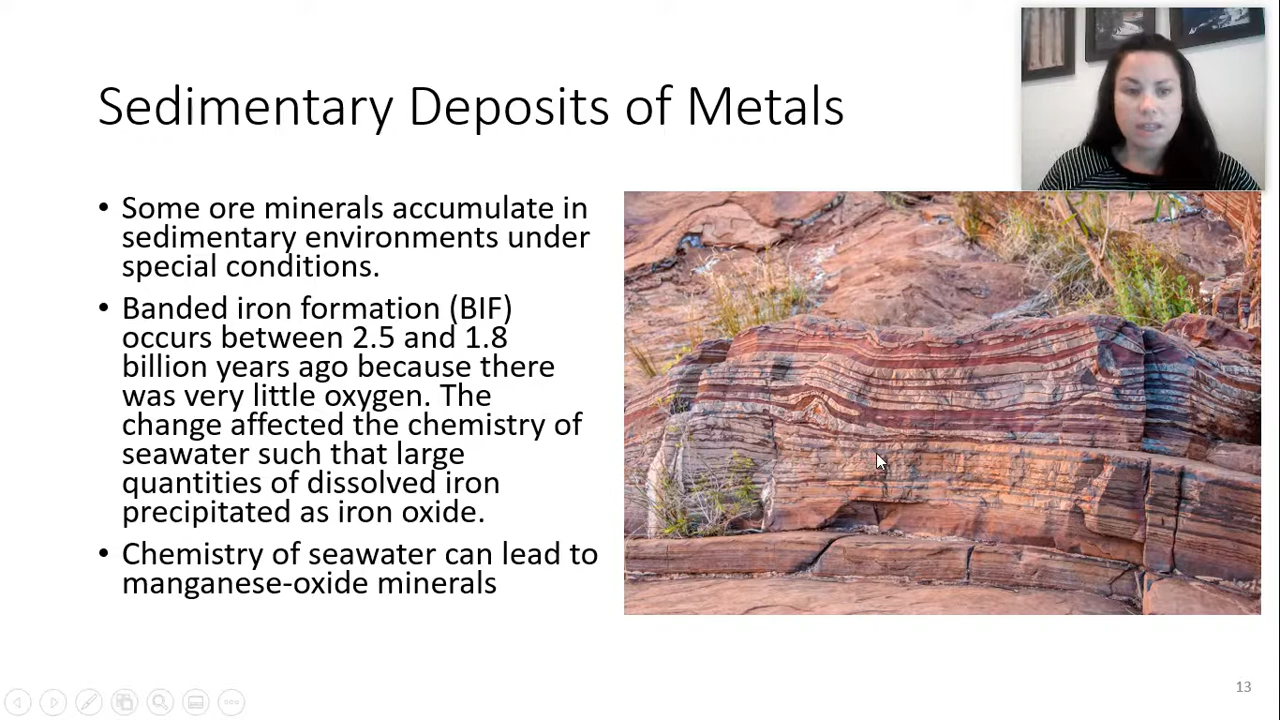 Sedimentary Deposits of Metals
• Some ore minerals accumulate in
sedimentary environments under
special conditions.
• Banded iron formation (BIF)
occurs between 2.5 and 1.8
billion years ago because there
was very little oxygen. The
change affected the chemistry of
seawater such that large
quantities of dissolved iron
precipitated as iron oxide.
• Chemistry of seawater can lead to
manganese-oxide minerals
13